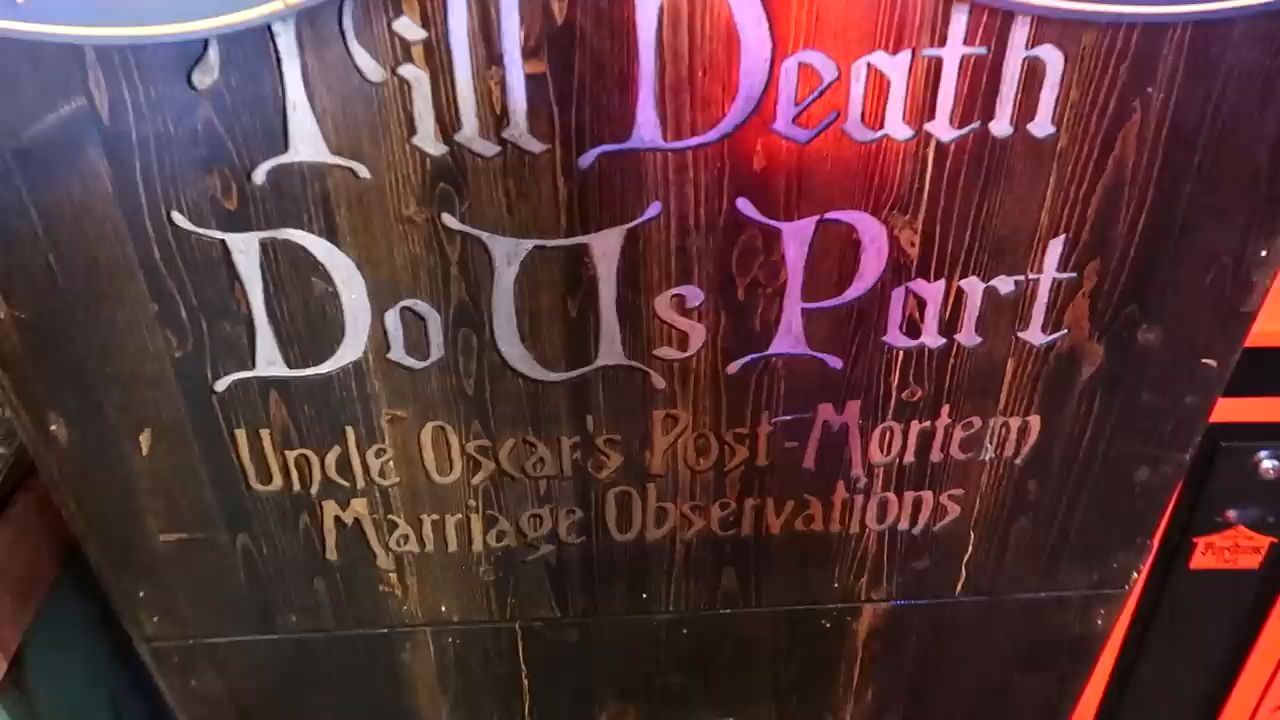 Till Death
Do Us Part
Uncle Oscar's Post-Mortem
Marriage Observations